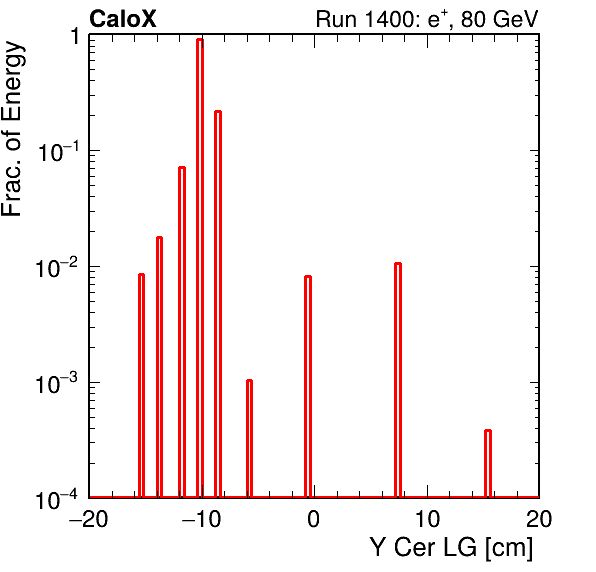 CaloX Run 1400: e⁺, 80 GeV
Frac. of Energy
1
10⁻¹
10⁻²
10⁻³
10⁻⁴
−20 −10 0 10 20
Y Cer LG [cm]